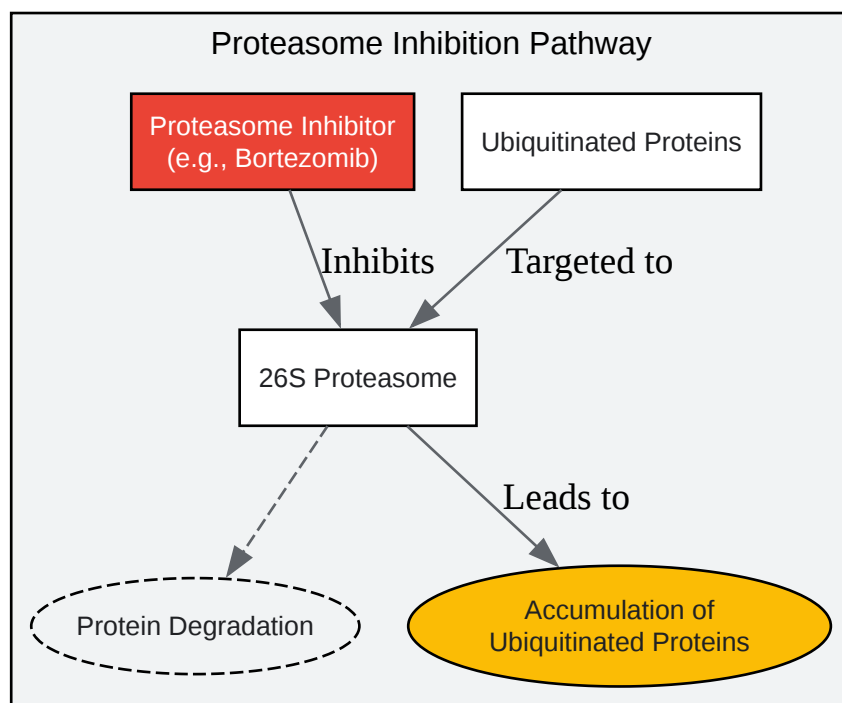 Proteasome Inhibition Pathway
Proteasome Inhibitor
(e.g., Bortezomib)
Ubiquitinated Proteins
Inhibits
Targeted to
26S Proteasome
Leads to
Protein Degradation
Accumulation of
Ubiquitinated Proteins